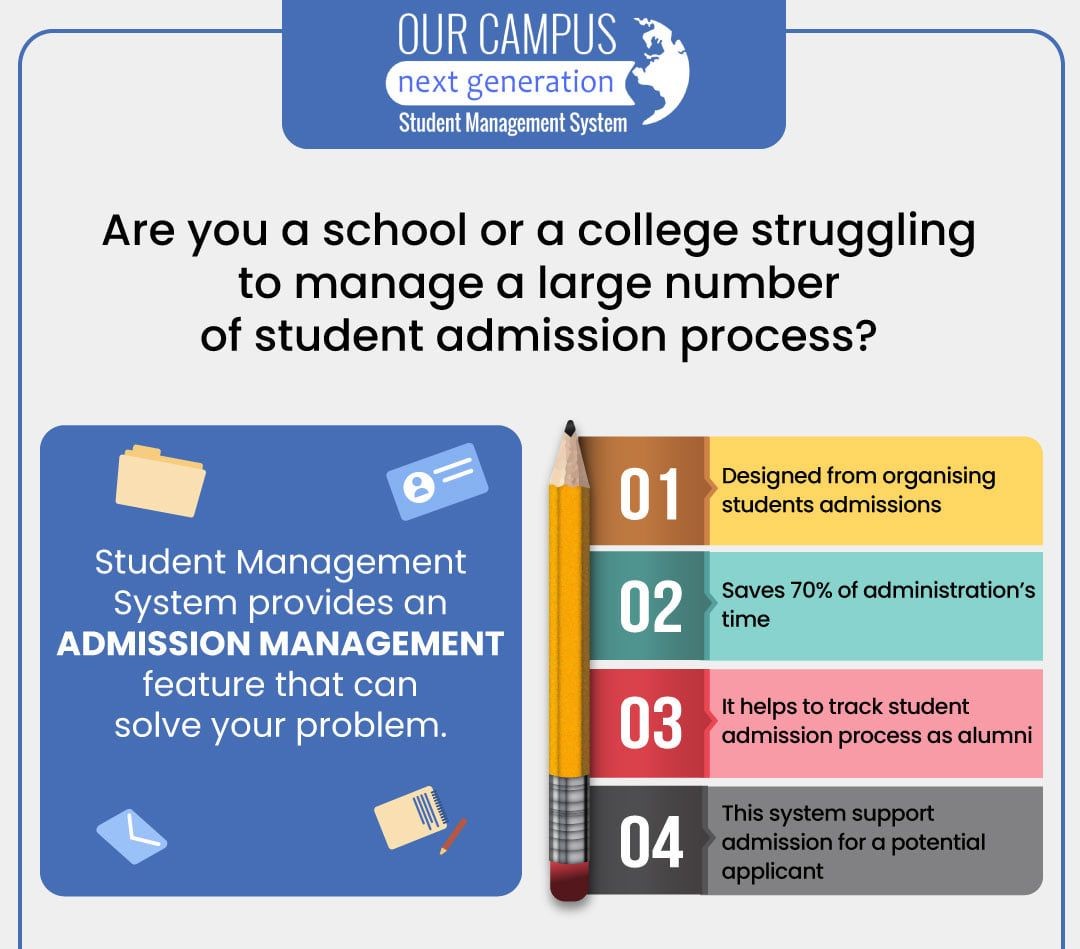 OUR CAMPUS
next generation
Student Management System
Are you a school or a college struggling
to manage a large number
of student admission process?
Student Management
System provides an
ADMISSION MANAGEMENT
feature that can
solve your problem.
01
Designed from organising
students admissions
02
Saves 70% of administration's
time
03
It helps to track student
admission process as alumni
04
This system support
admission for a potential
applicant